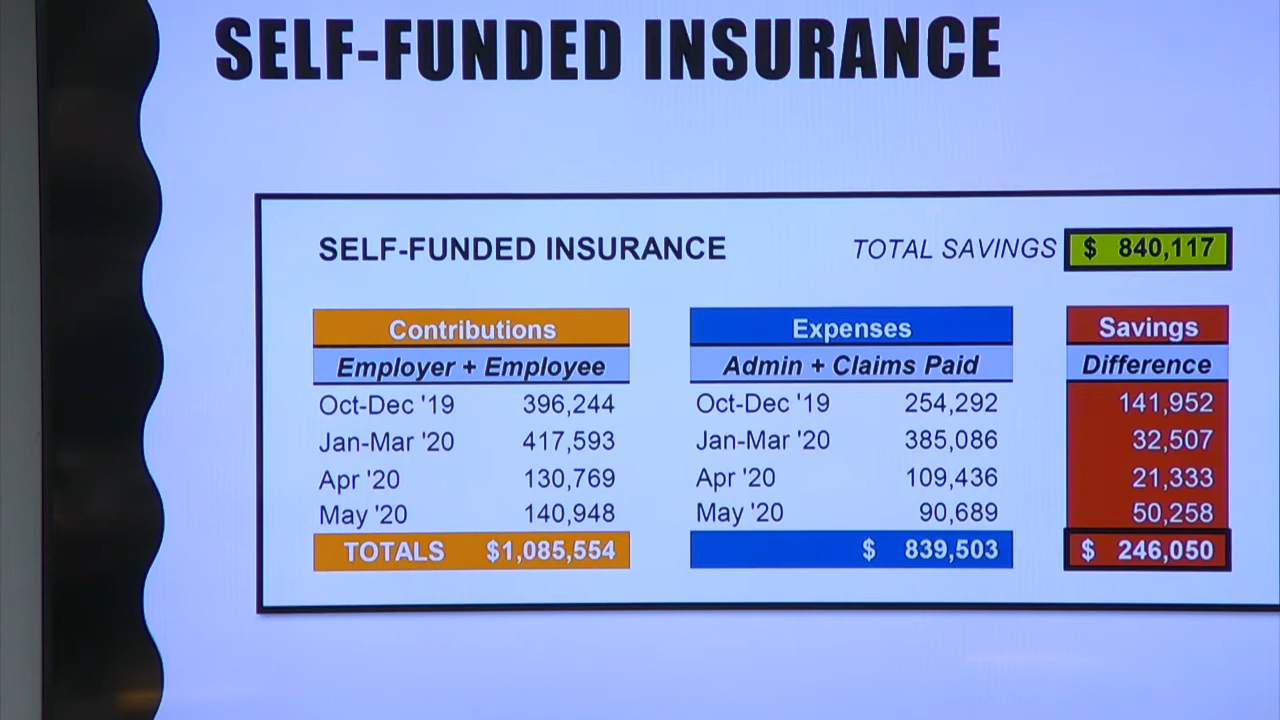 SELF-FUNDED INSURANCE
SELF-FUNDED INSURANCE TOTAL SAVINGS $ 840,117
Contributions Expenses Savings
Employer + Employee Admin + Claims Paid Difference
Oct-Dec '19 396,244 Oct-Dec '19 254,292 141,952
Jan-Mar '20 417,593 Jan-Mar '20 385,086 32,507
Apr '20 130,769 Apr '20 109,436 21,333
May '20 140,948 May '20 90,689 50,258
TOTALS $1,085,554 $ 839,503 $ 246,050